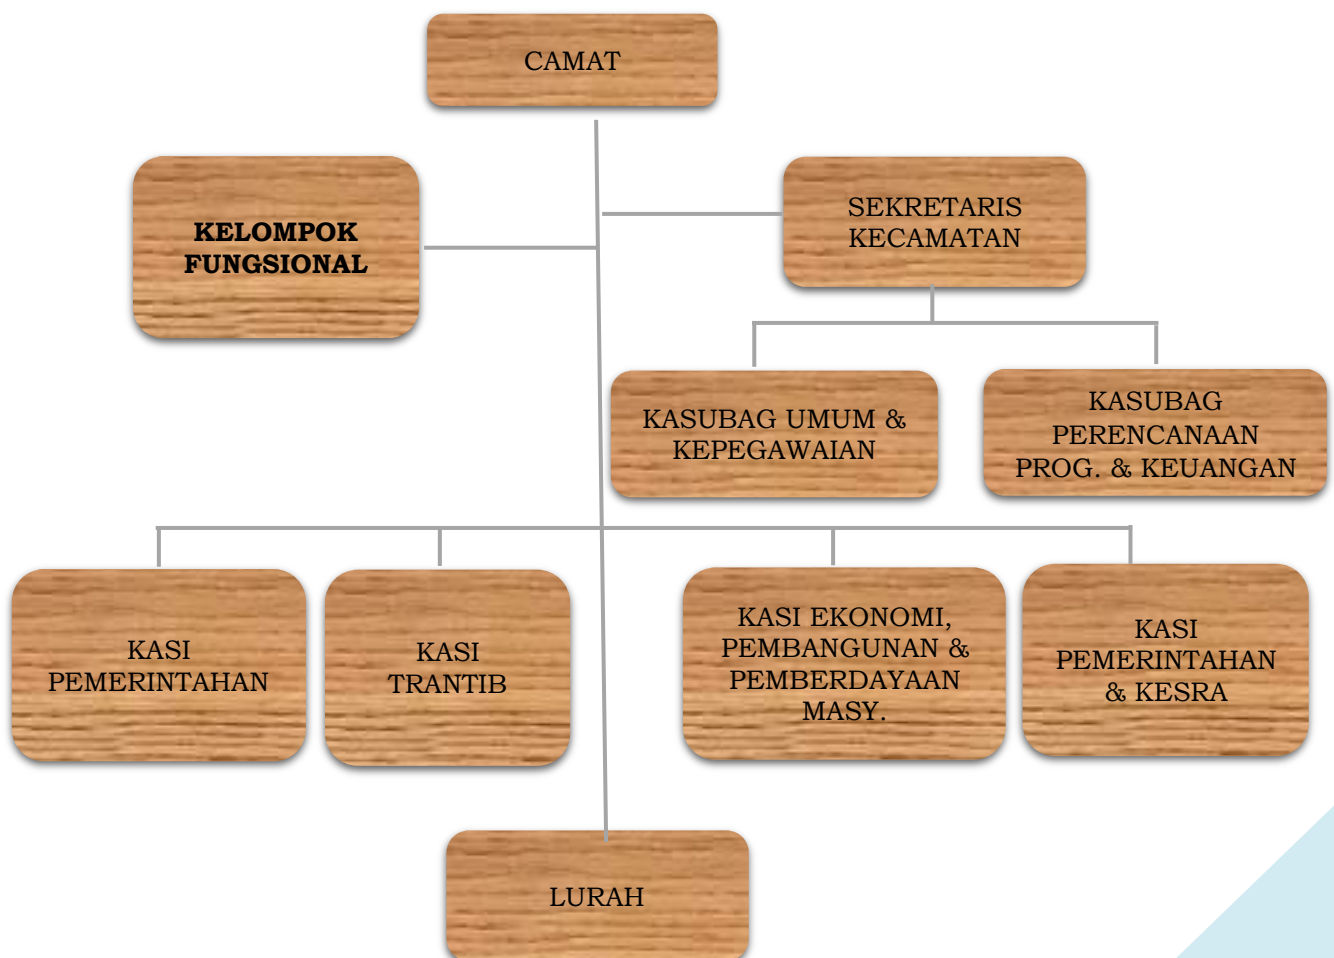 CAMAT
KELOMPOK
FUNGSIONAL
SEKRETARIS
KECAMATAN
KASUBAG UMUM &
KEPEGAWAIAN
KASUBAG
PERENCANAAN
PROG. & KEUANGAN
KASI
PEMERINTAHAN
KASI
TRANTIB
KASI EKONOMI,
PEMBANGUNAN &
PEMBERDAYAAN
MASY.
KASI
PEMERINTAHAN
& KESRA
LURAH